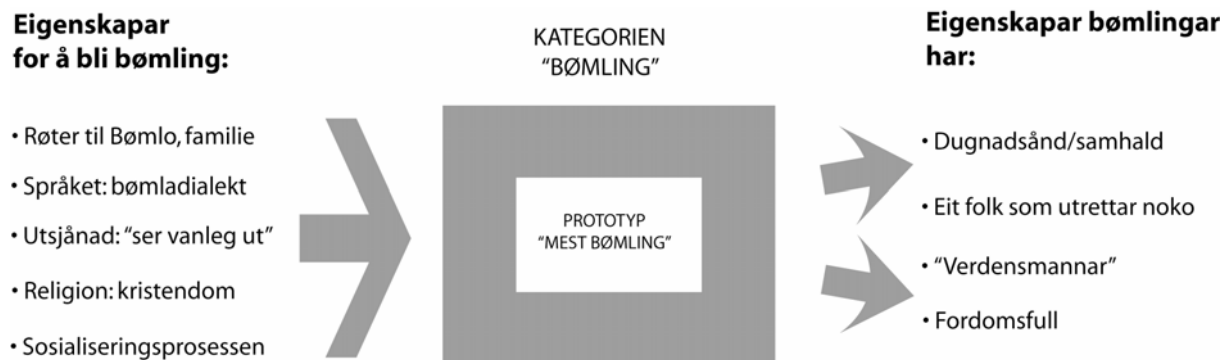 Eigenskapar
for å bli bømling:
• Røter til Bømlo, familie
• Språket: bømladialekt
• Utsjånad: “ser vanleg ut”
• Religion: kristendom
• Sosialiseringsprosessen
KATEGORIEN
“BØMLING”
PROTOTYP
“MEST BØMLING”
Eigenskapar bømlingar
har:
• Dugnadsånd/samhald
• Eit folk som utrettar noko
• “Verdensmannar”
• Fordomsfull